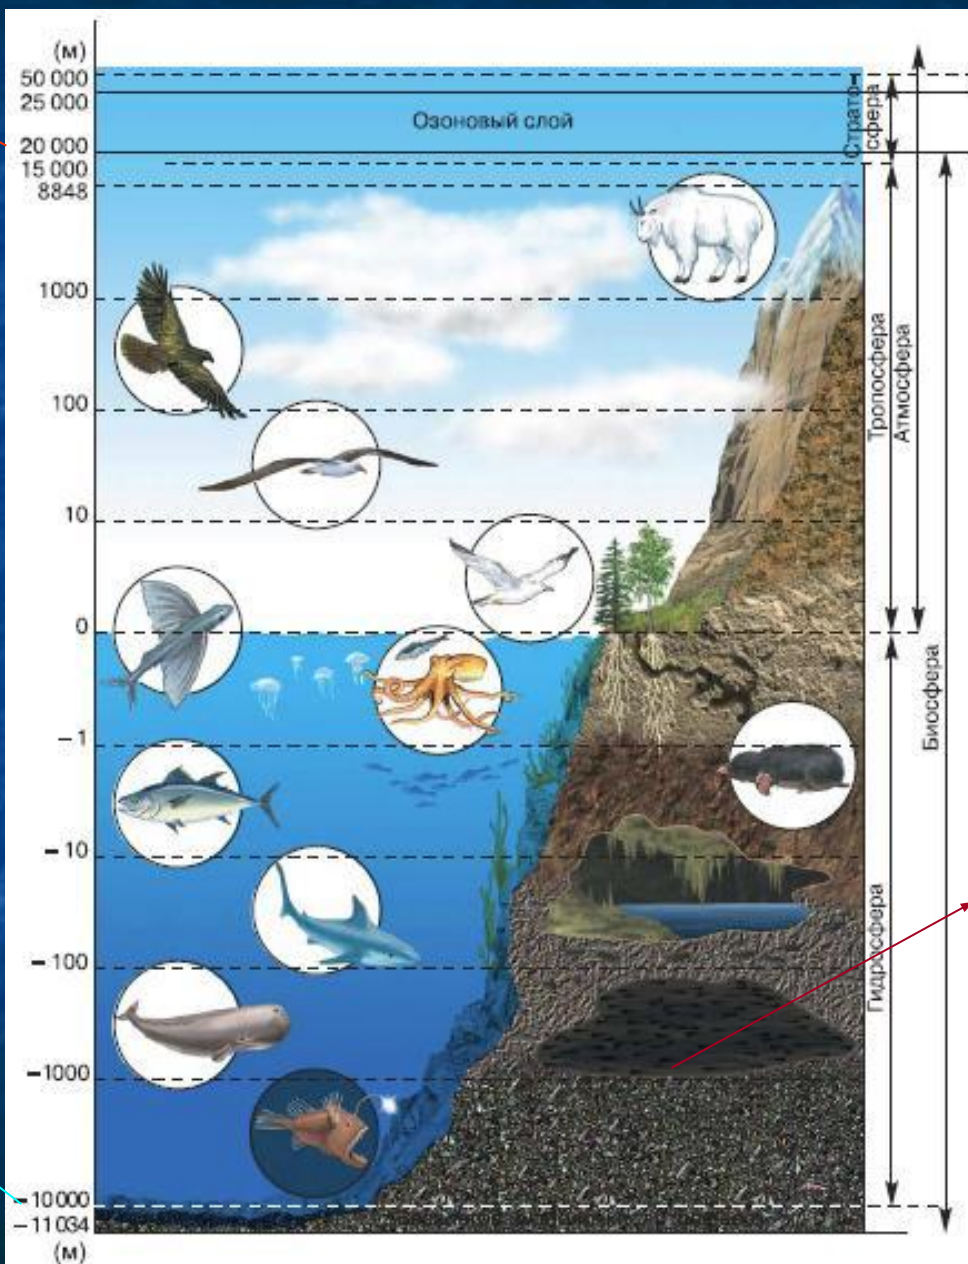 (м)
50 000
25 000
Озоновый слой
20 000
15 000
8848
1000
100
10
0
–1
–10
–100
–1000
–10 000
–11 034
(м)
Страто-
сфера
Тропосфера
Атмосфера
Биосфера
Гидросфера